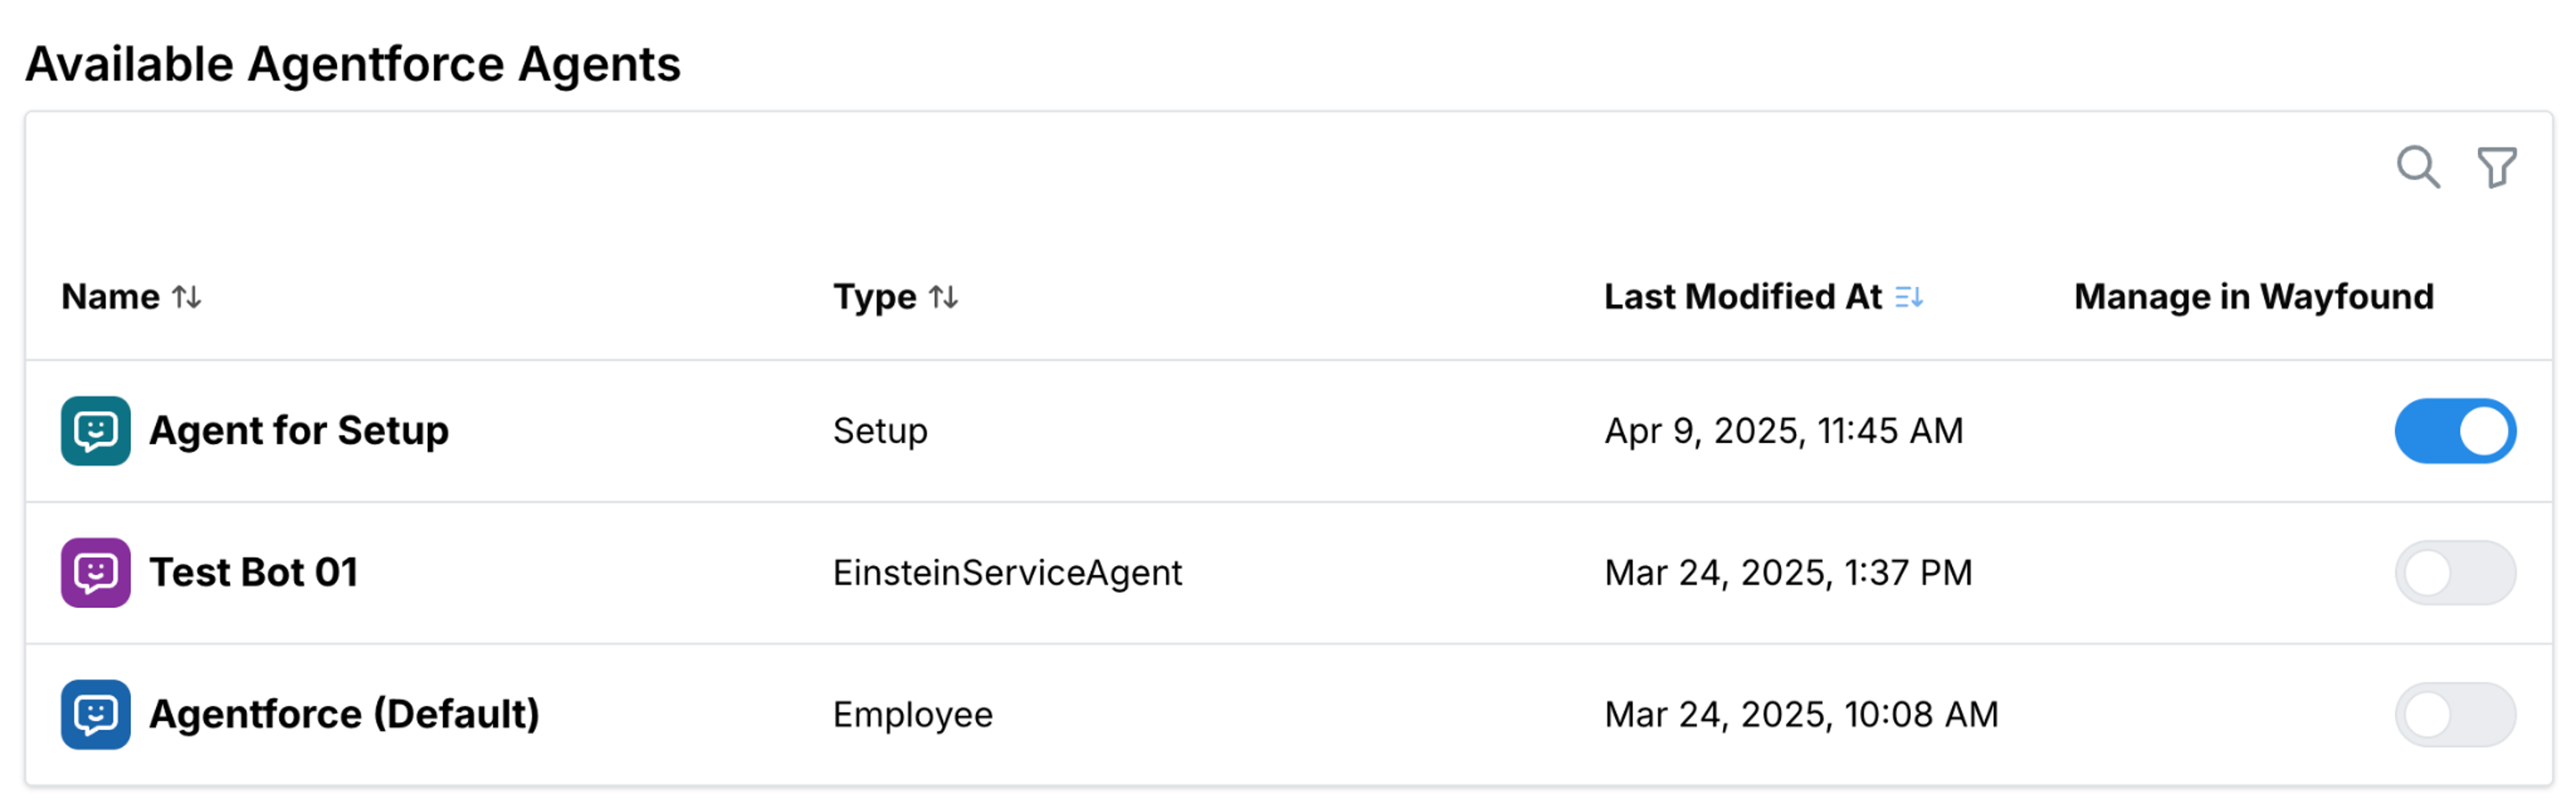 Available Agentforce Agents
Name Type Last Modified At Manage in Wayfound
Agent for Setup Setup Apr 9, 2025, 11:45 AM
Test Bot 01 EinsteinServiceAgent Mar 24, 2025, 1:37 PM
Agentforce (Default) Employee Mar 24, 2025, 10:08 AM